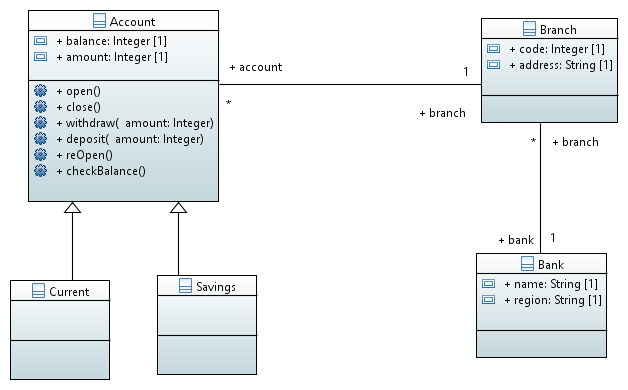 Account
+ balance: Integer [1]
+ amount: Integer [1]
+ open()
+ close()
+ withdraw(  amount: Integer)
+ deposit(  amount: Integer)
+ reOpen()
+ checkBalance()
+ account
*
1
+ branch
Branch
+ code: Integer [1]
+ address: String [1]
*
+ branch
+ bank
1
Bank
+ name: String [1]
+ region: String [1]
Current
Savings